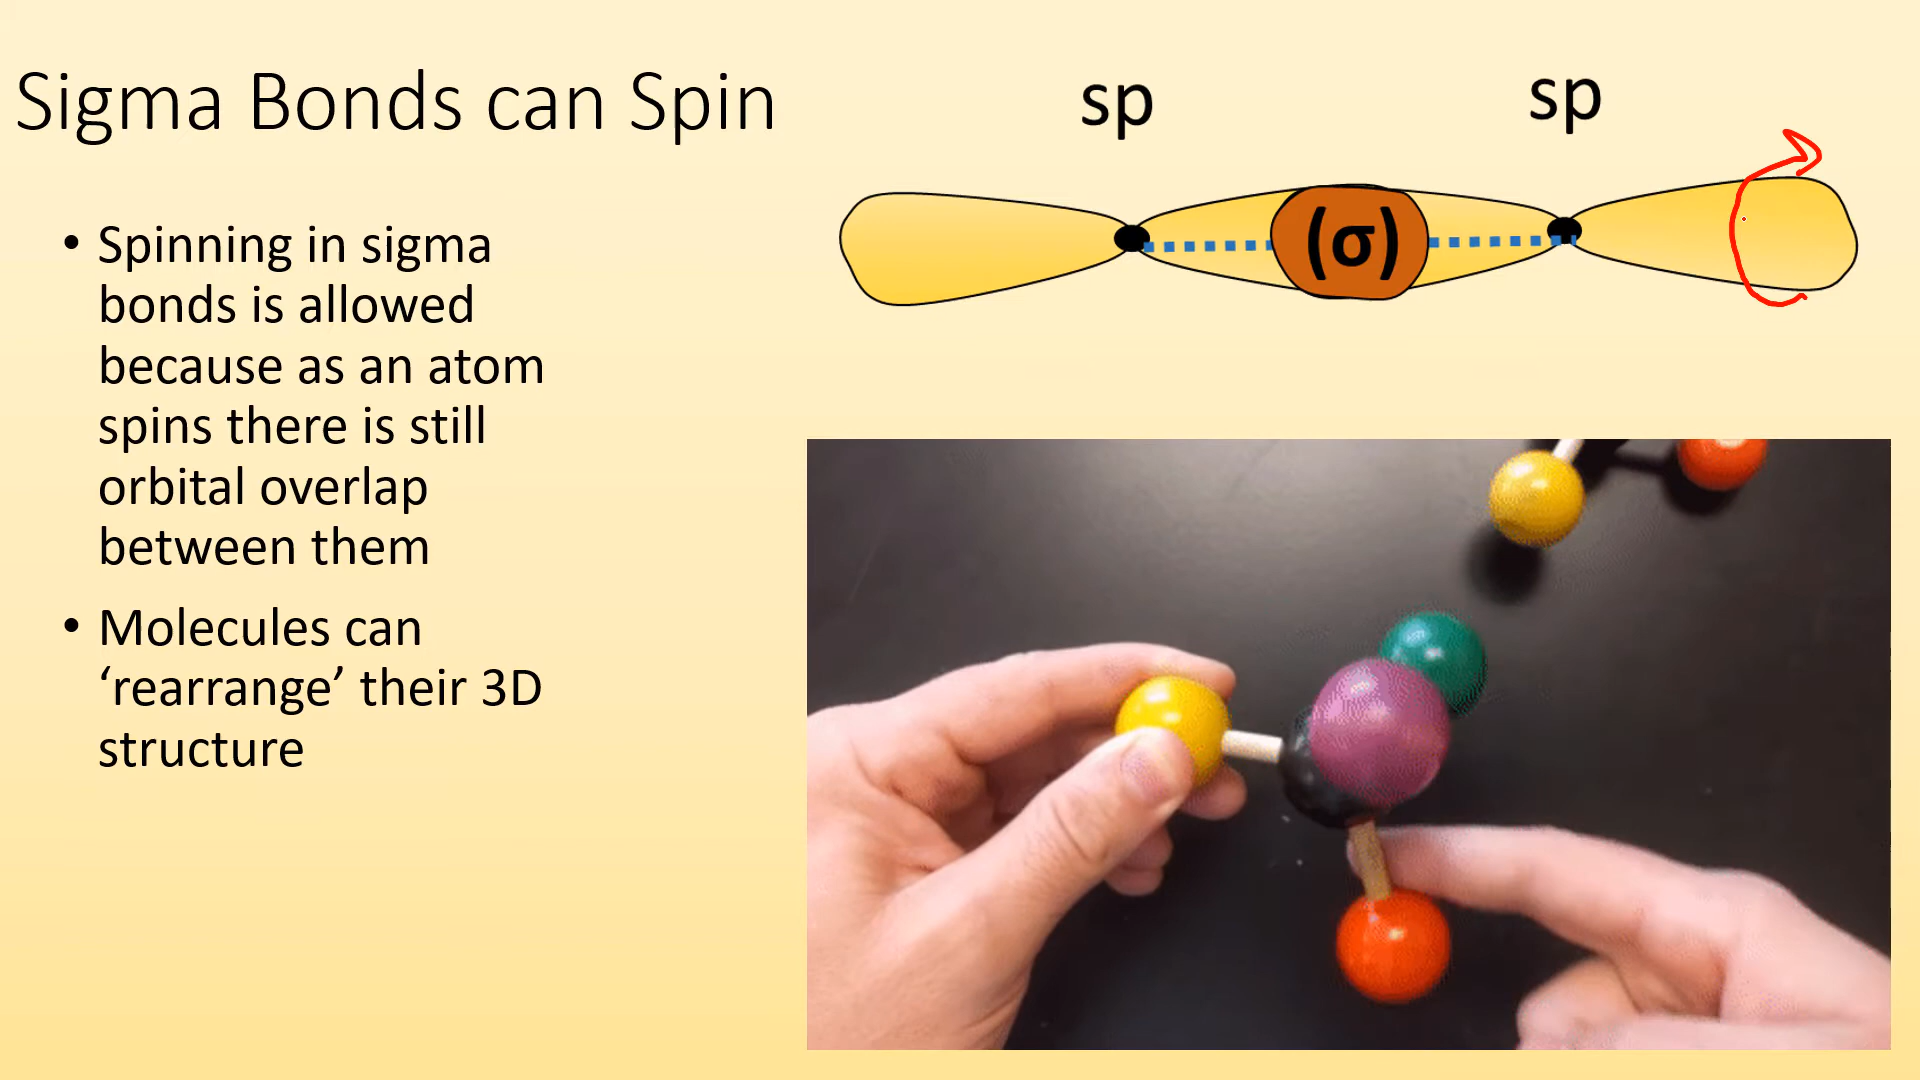 Sigma Bonds can Spin
sp
sp
(σ)
• Spinning in sigma
bonds is allowed
because as an atom
spins there is still
orbital overlap
between them
• Molecules can
‘rearrange’ their 3D
structure